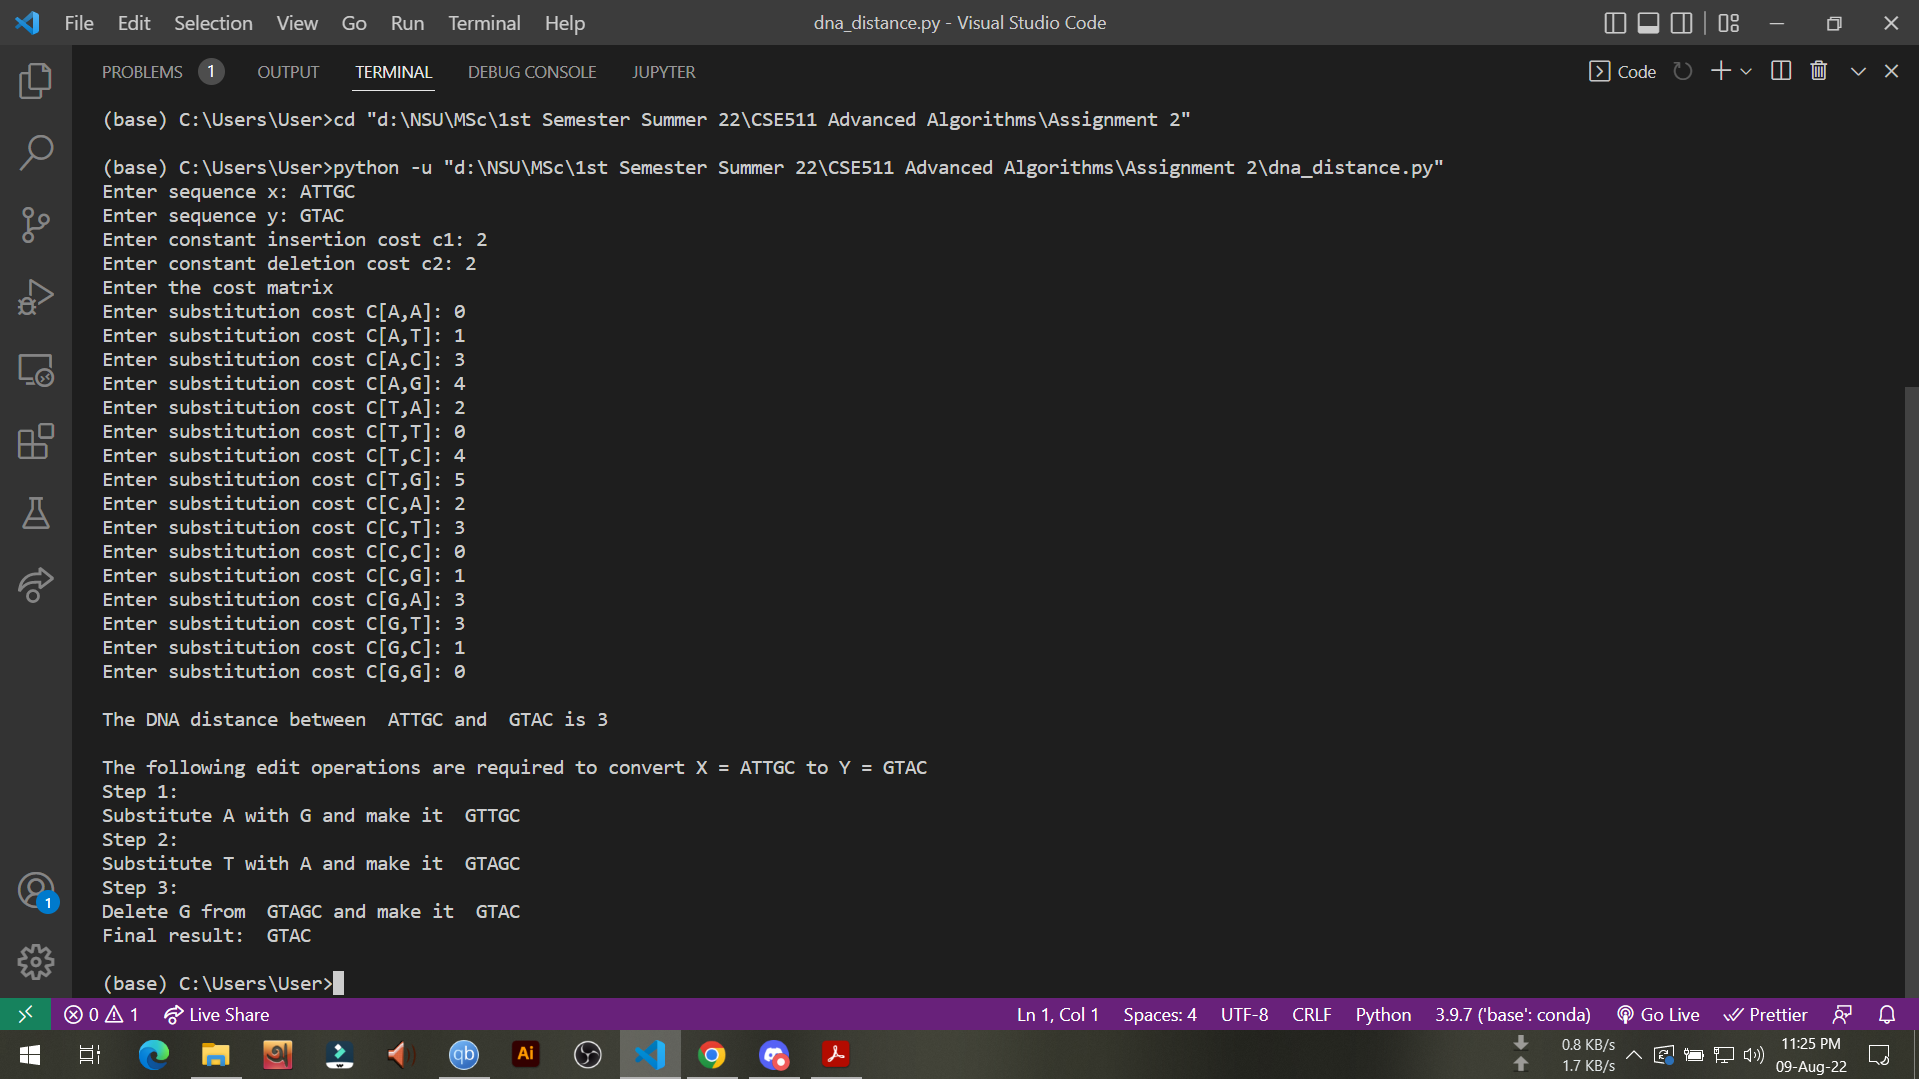 File Edit Selection View Go Run Terminal Help dna_distance.py - Visual Studio Code
PROBLEMS 1 OUTPUT TERMINAL DEBUG CONSOLE JUPYTER Code
(base) C:\Users\User>cd "d:\NSU\MSc\1st Semester Summer 22\CSE511 Advanced Algorithms\Assignment 2"
(base) C:\Users\User>python -u "d:\NSU\MSc\1st Semester Summer 22\CSE511 Advanced Algorithms\Assignment 2\dna_distance.py"
Enter sequence x: ATTGC
Enter sequence y: GTAC
Enter constant insertion cost c1: 2
Enter constant deletion cost c2: 2
Enter the cost matrix
Enter substitution cost C[A,A]: 0
Enter substitution cost C[A,T]: 1
Enter substitution cost C[A,C]: 3
Enter substitution cost C[A,G]: 4
Enter substitution cost C[T,A]: 2
Enter substitution cost C[T,T]: 0
Enter substitution cost C[T,C]: 4
Enter substitution cost C[T,G]: 5
Enter substitution cost C[C,A]: 2
Enter substitution cost C[C,T]: 3
Enter substitution cost C[C,C]: 0
Enter substitution cost C[C,G]: 1
Enter substitution cost C[G,A]: 3
Enter substitution cost C[G,T]: 3
Enter substitution cost C[G,C]: 1
Enter substitution cost C[G,G]: 0
The DNA distance between  ATTGC and  GTAC is 3
The following edit operations are required to convert X = ATTGC to Y = GTAC
Step 1:
Substitute A with G and make it  GTTGC
Step 2:
Substitute T with A and make it  GTAGC
Step 3:
Delete G from  GTAGC and make it  GTAC
Final result:  GTAC
(base) C:\Users\User>
1
0 1 Live Share Ln 1, Col 1 Spaces: 4 UTF-8 CRLF Python 3.9.7 ('base': conda) Go Live Prettier
qb Ai 0.8 KB/s 11:25 PM
1.7 KB/s 09-Aug-22